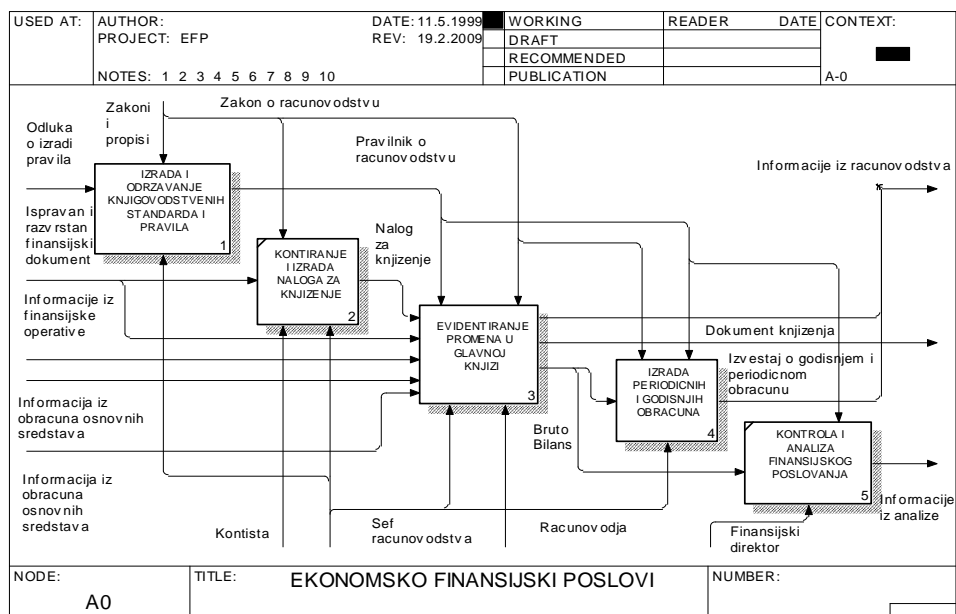 USED AT:
AUTHOR:
DATE: 11.5.1999
WORKING
READER
DATE
CONTEXT:
PROJECT: EFP
REV: 19.2.2009
DRAFT
RECOMMENDED
NOTES: 1 2 3 4 5 6 7 8 9 10
PUBLICATION
A-0
Zakoni
i
propisi
Zakon o racunovodstvu
Odluka
o izradi
pravila
Pravilnik o
racunovodstvu
Informacije iz racunovodstva
IZRADA I
ODRZAVANJE
KNJIGOVODSTVENIH
STANDARDA I
PRAVILA
1
Ispravan i
razvrstan
finansijski
dokument
Nalog
za
knjizenje
KONTIRANJE
I IZRADA
NALOGA ZA
KNJIZENJE
2
Informacije iz
finansijske
operative
EVIDENTIRANJE
PROMENA U
GLAVNOJ
KNJIZI
3
Dokument knjizenja
Izvestaj o godisnjem i
periodicnom
obracunu
IZRADA
PERIODICNIH
I GODISNJIH
OBRACUNA
4
Informacija iz
obracuna osnovnih
sredstava
Bruto
Bilans
KONTROLA I
ANALIZA
FINANSIJSKOG
POSLOVANJA
5
Informacija iz
obracuna
osnovnih
sredstava
Informacije
iz analize
Kontista
Sef
racunovodstva
Racunovodja
Finansijski
direktor
NODE:
TITLE:
EKONOMSKO FINANSIJSKI POSLOVI
NUMBER:
A0